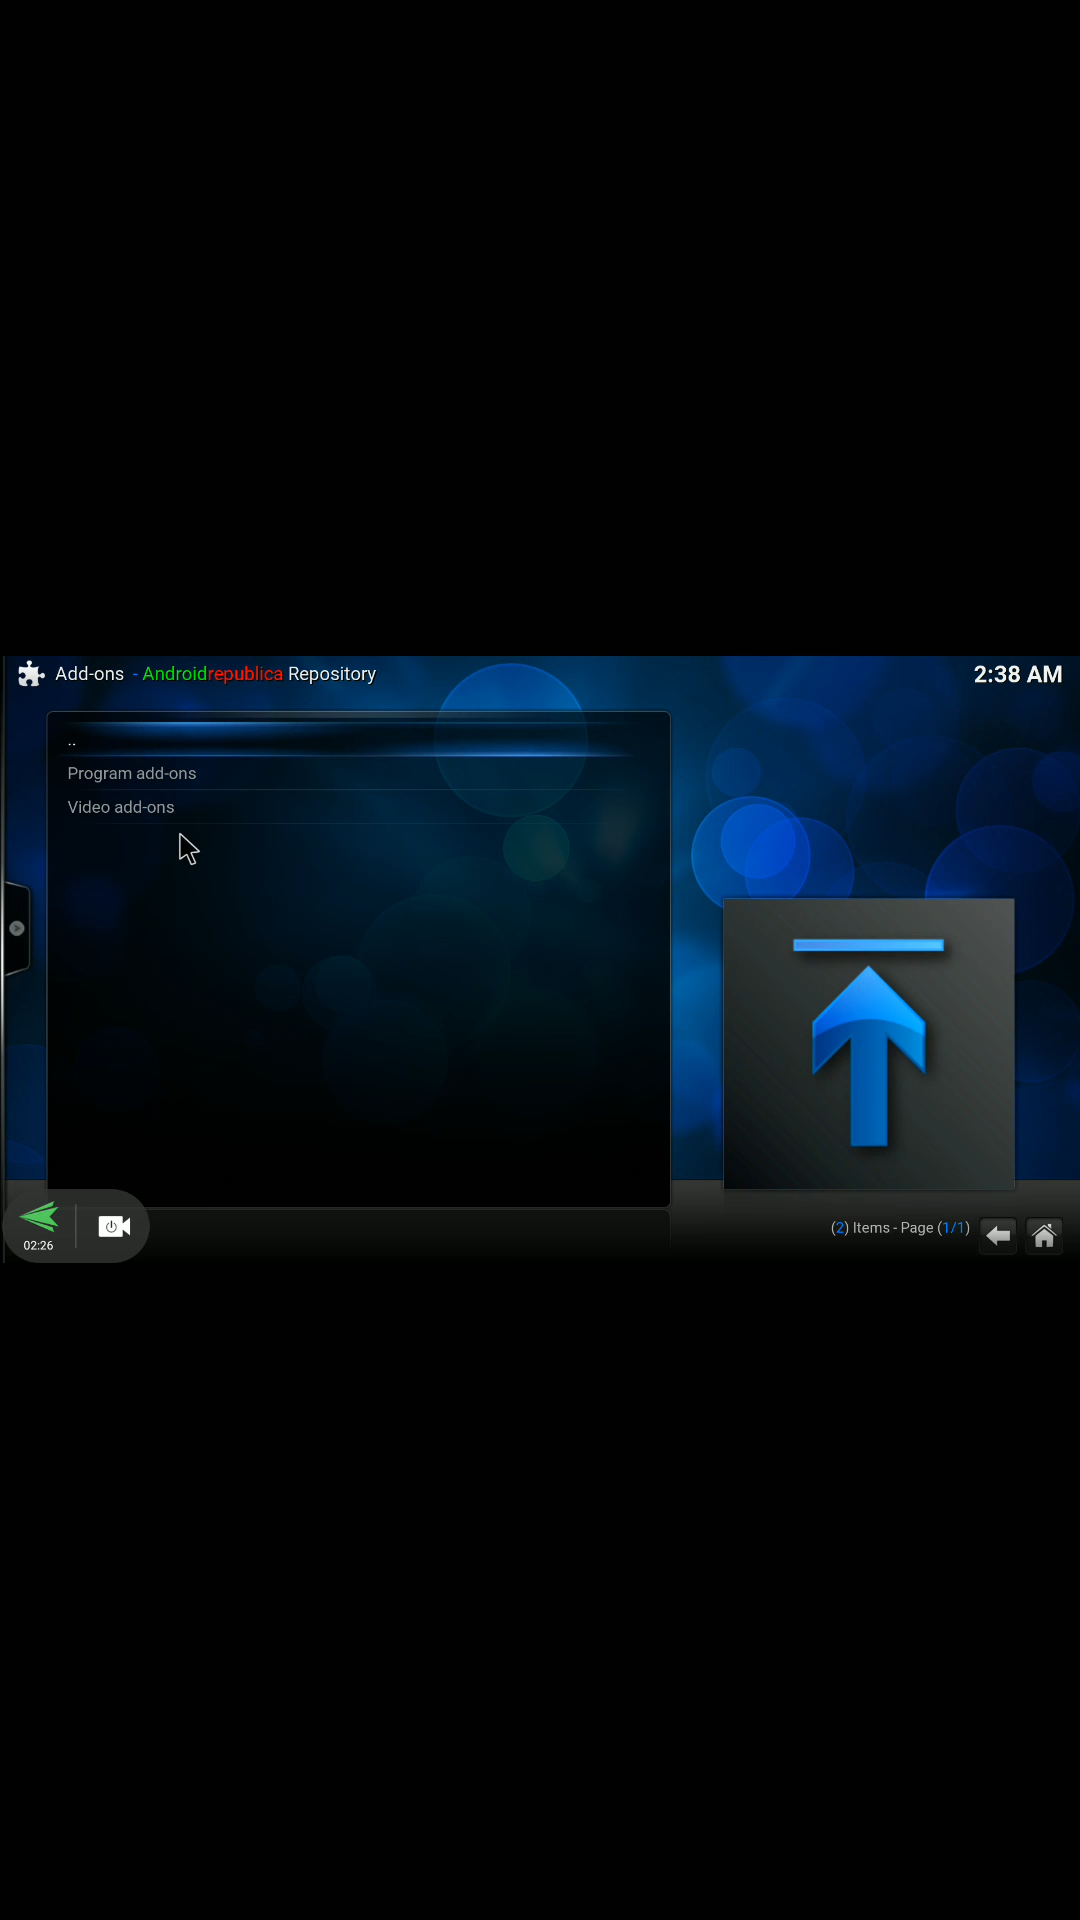 Add-ons - Androidrepublica Repository
2:38 AM
..
Program add-ons
Video add-ons
02:26
(2) Items - Page (1/1)